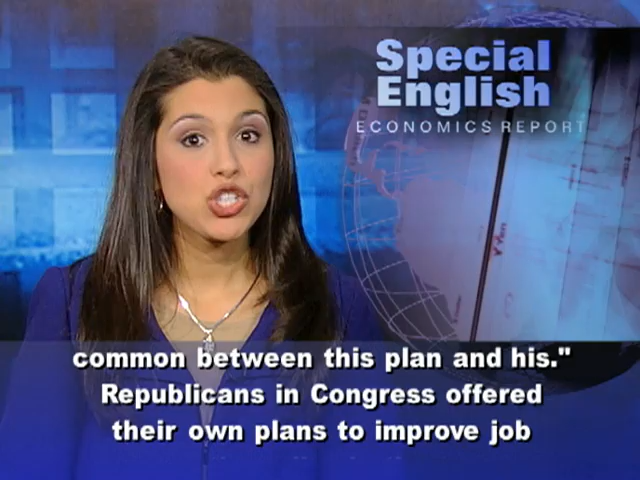 Special
English
ECONOMICS REPORT
common between this plan and his."
Republicans in Congress offered
their own plans to improve job